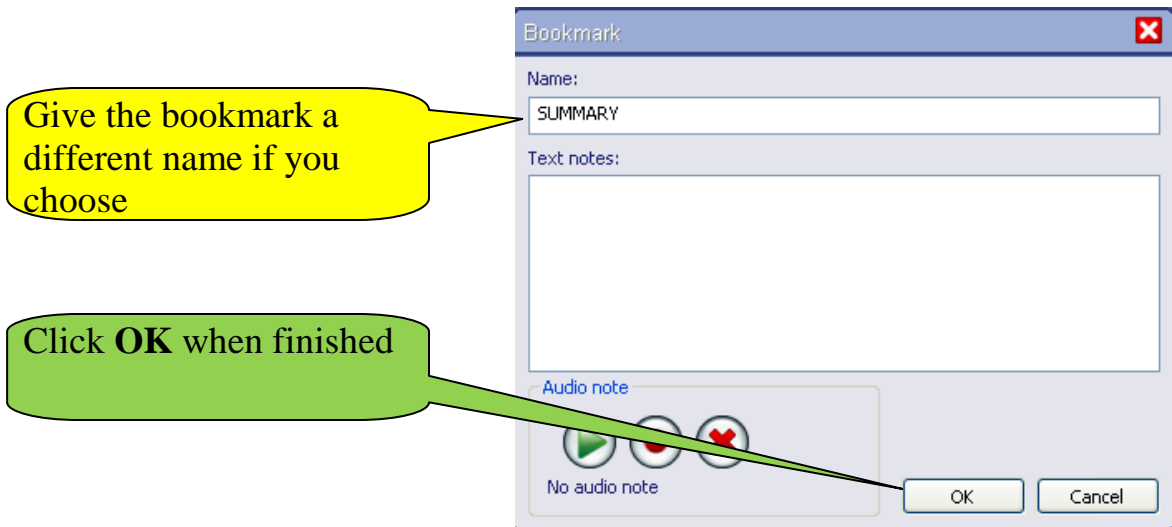 Bookmark
Name:
SUMMARY
Give the bookmark a
different name if you
choose
Text notes:
Click OK when finished
Audio note
No audio note
OK
Cancel